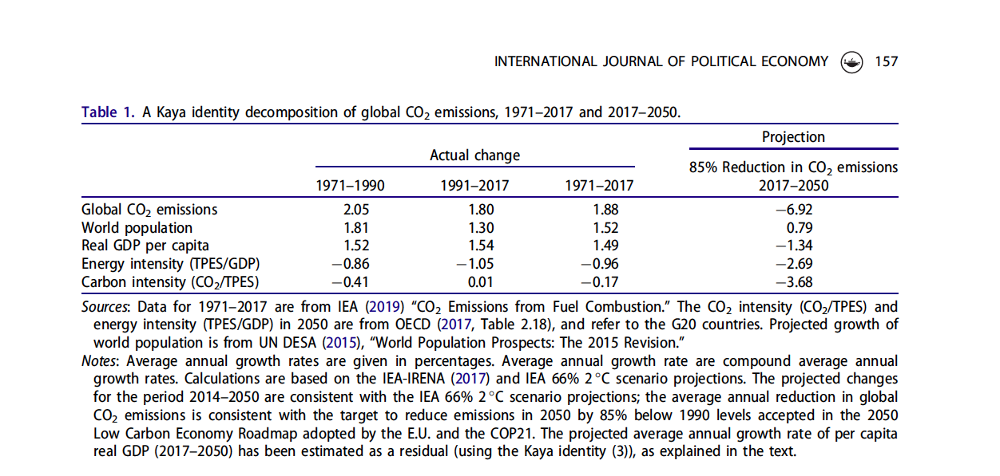 INTERNATIONAL JOURNAL OF POLITICAL ECONOMY 157
Table 1. A Kaya identity decomposition of global CO₂ emissions, 1971–2017 and 2017–2050.
Projection
Actual change
85% Reduction in CO₂ emissions
1971–1990 1991–2017 1971–2017 2017–2050
Global CO₂ emissions 2.05 1.80 1.88 −6.92
World population 1.81 1.30 1.52 0.79
Real GDP per capita 1.52 1.54 1.49 −1.34
Energy intensity (TPES/GDP) −0.86 −1.05 −0.96 −2.69
Carbon intensity (CO₂/TPES) −0.41 0.01 −0.17 −3.68
Sources: Data for 1971–2017 are from IEA (2019) “CO₂ Emissions from Fuel Combustion.” The CO₂ intensity (CO₂/TPES) and
energy intensity (TPES/GDP) in 2050 are from OECD (2017, Table 2.18), and refer to the G20 countries. Projected growth of
world population is from UN DESA (2015), “World Population Prospects: The 2015 Revision.”
Notes: Average annual growth rates are given in percentages. Average annual growth rate are compound average annual
growth rates. Calculations are based on the IEA-IRENA (2017) and IEA 66% 2 °C scenario projections. The projected changes
for the period 2014–2050 are consistent with the IEA 66% 2 °C scenario projections; the average annual reduction in global
CO₂ emissions is consistent with the target to reduce emissions in 2050 by 85% below 1990 levels accepted in the 2050
Low Carbon Economy Roadmap adopted by the E.U. and the COP21. The projected average annual growth rate of per capita
real GDP (2017–2050) has been estimated as a residual (using the Kaya identity (3)), as explained in the text.